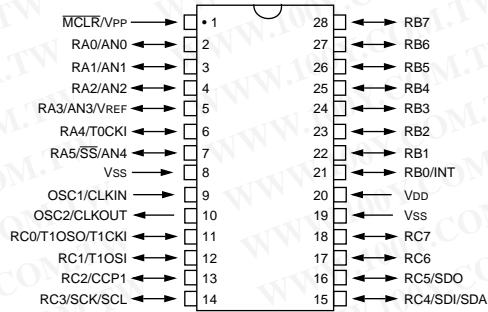 MCLR/VPP • 1 28 RB7
RA0/AN0 2 27 RB6
RA1/AN1 3 26 RB5
RA2/AN2 4 25 RB4
RA3/AN3/VREF 5 24 RB3
RA4/T0CKI 6 23 RB2
RA5/SS/AN4 7 22 RB1
VSS 8 21 RB0/INT
OSC1/CLKIN 9 20 VDD
OSC2/CLKOUT 10 19 VSS
RC0/T1OSO/T1CKI 11 18 RC7
RC1/T1OSI 12 17 RC6
RC2/CCP1 13 16 RC5/SDO
RC3/SCK/SCL 14 15 RC4/SDI/SDA